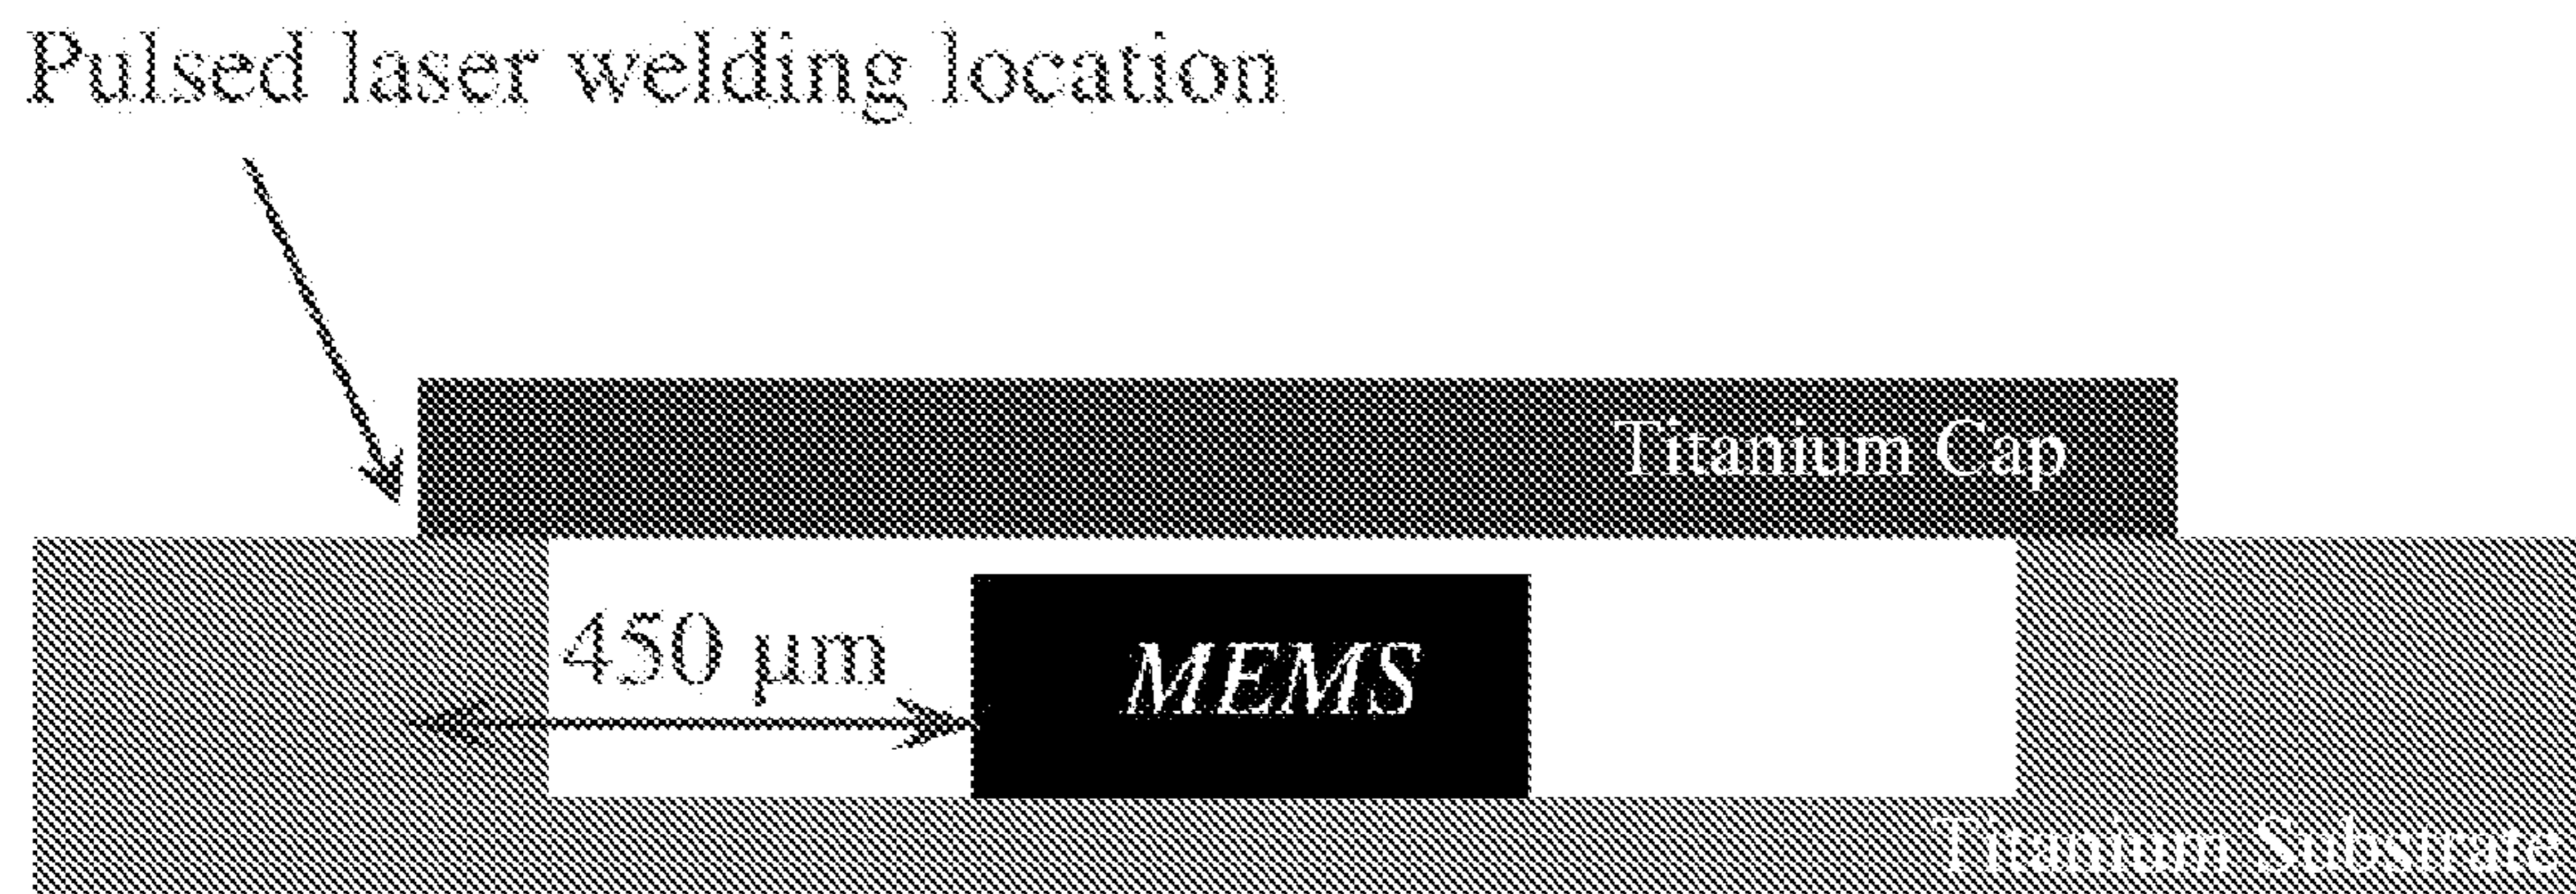 Pulsed laser welding location
Titanium Cap
450 µm
MEMS
Titanium Substrate